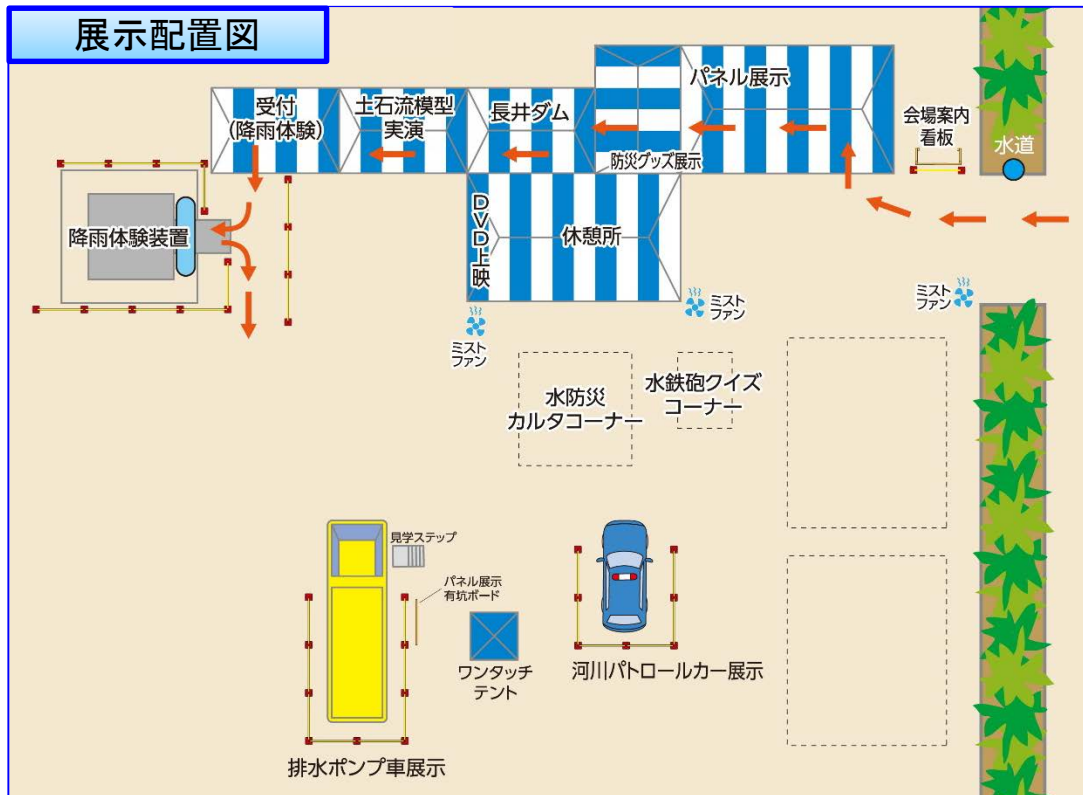 展示配置図
パネル展示
受付
(降雨体験)
土石流模型
実演
長井ダム
防災グッズ展示
会場案内
看板
水道
降雨体験装置
DVD上映
休憩所
ミスト
ファン
ミスト
ファン
ミスト
ファン
水防災
カルタコーナー
水鉄砲クイズ
コーナー
見学ステップ
パネル展示
有坑ボード
ワンタッチ
テント
河川パトロールカー展示
排水ポンプ車展示